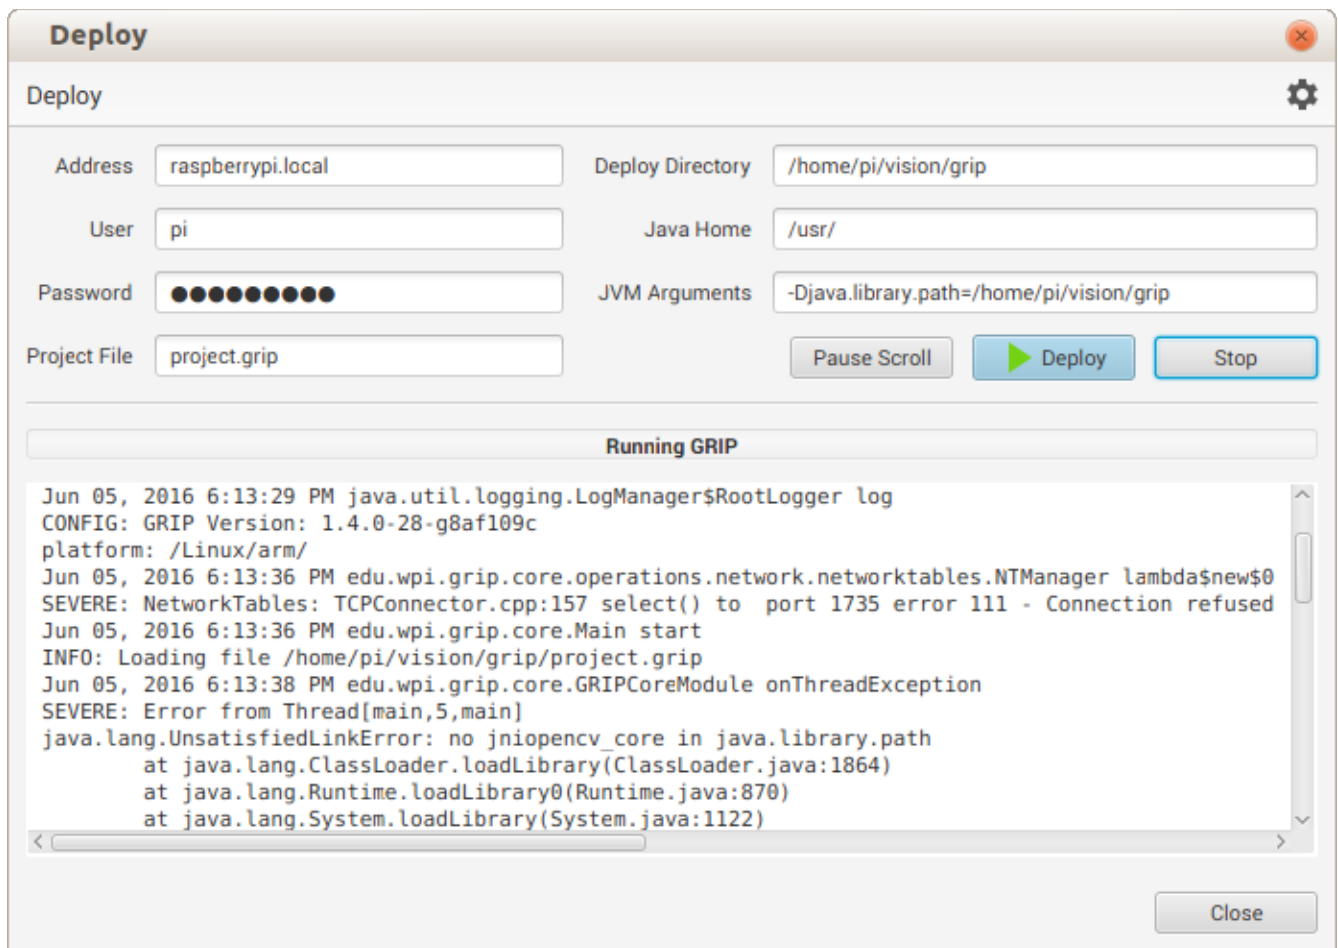 Deploy
Deploy
Address raspberrypi.local Deploy Directory /home/pi/vision/grip
User pi Java Home /usr/
Password ●●●●●●●●● JVM Arguments -Djava.library.path=/home/pi/vision/grip
Project File project.grip Pause Scroll Deploy Stop
Running GRIP
Jun 05, 2016 6:13:29 PM java.util.logging.LogManager$RootLogger log
CONFIG: GRIP Version: 1.4.0-28-g8af109c
platform: /Linux/arm/
Jun 05, 2016 6:13:36 PM edu.wpi.grip.core.operations.network.networktables.NTManager lambda$new$0
SEVERE: NetworkTables: TCPConnector.cpp:157 select() to  port 1735 error 111 - Connection refused
Jun 05, 2016 6:13:36 PM edu.wpi.grip.core.Main start
INFO: Loading file /home/pi/vision/grip/project.grip
Jun 05, 2016 6:13:38 PM edu.wpi.grip.core.GRIPCoreModule onThreadException
SEVERE: Error from Thread[main,5,main]
java.lang.UnsatisfiedLinkError: no jniopencv_core in java.library.path
at java.lang.ClassLoader.loadLibrary(ClassLoader.java:1864)
at java.lang.Runtime.loadLibrary0(Runtime.java:870)
at java.lang.System.loadLibrary(System.java:1122)
Close